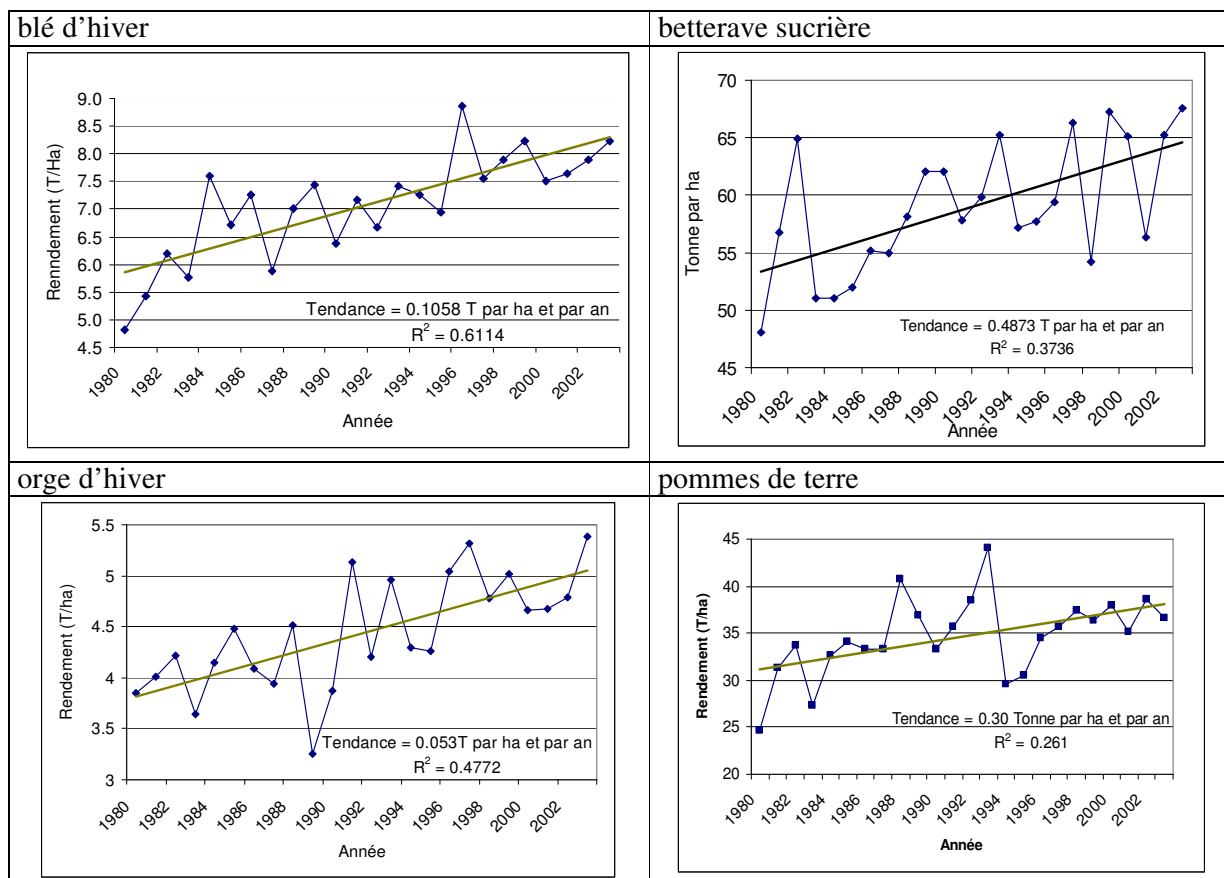 blé d'hiver
Renndement (T/Ha)
9.0
8.5
8.0
7.5
7.0
6.5
6.0
5.5
5.0
4.5
Tendance = 0.1058 T par ha et par an
R² = 0.6114
1980 1982 1984 1986 1988 1990 1992 1994 1996 1998 2000 2002
Année
betterave sucrière
Tonne par ha
70
65
60
55
50
45
Tendance = 0.4873 T par ha et par an
R² = 0.3736
1980 1982 1984 1986 1988 1990 1992 1994 1996 1998 2000 2002
Année
orge d'hiver
Rendement (T/ha)
5.5
5
4.5
4
3.5
3
Tendance = 0.053T par ha et par an
R² = 0.4772
1980 1982 1984 1986 1988 1990 1992 1994 1996 1998 2000 2002
Année
pommes de terre
Rendement (T/ha)
45
40
35
30
25
20
Tendance = 0.30 Tonne par ha et par an
R² = 0.261
1980 1982 1984 1986 1988 1990 1992 1994 1996 1998 2000 2002
Année